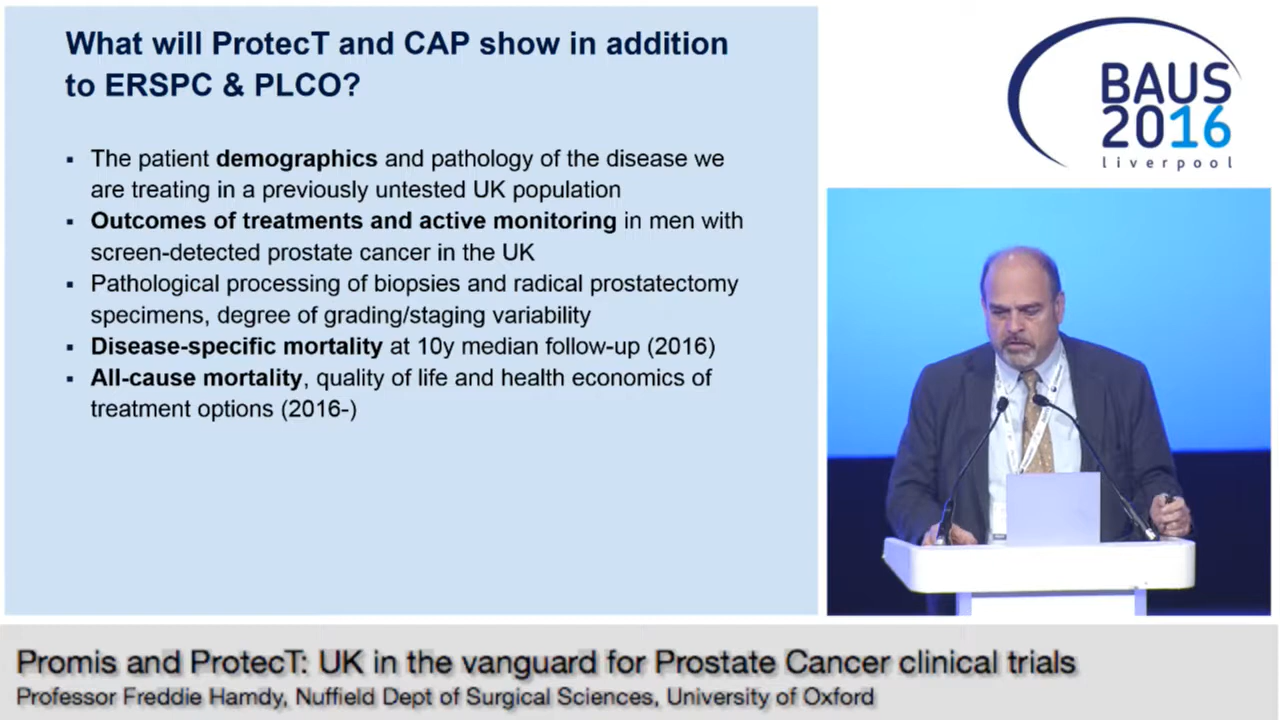 What will ProtecT and CAP show in addition
to ERSPC & PLCO?
▪ The patient demographics and pathology of the disease we
are treating in a previously untested UK population
▪ Outcomes of treatments and active monitoring in men with
screen-detected prostate cancer in the UK
▪ Pathological processing of biopsies and radical prostatectomy
specimens, degree of grading/staging variability
▪ Disease-specific mortality at 10y median follow-up (2016)
▪ All-cause mortality, quality of life and health economics of
treatment options (2016-)
BAUS
2016
liverpool
Promis and ProtecT: UK in the vanguard for Prostate Cancer clinical trials
Professor Freddie Hamdy, Nuffield Dept of Surgical Sciences, University of Oxford